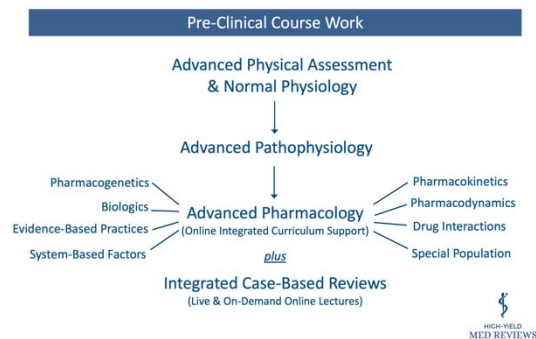 Pre-Clinical Course Work
Advanced Physical Assessment
& Normal Physiology
Advanced Pathophysiology
Pharmacogenetics
Biologics
Evidence-Based Practices
System-Based Factors
Advanced Pharmacology
(Online Integrated Curriculum Support)
Pharmacokinetics
Pharmacodynamics
Drug Interactions
Special Population
plus
Integrated Case-Based Reviews
(Live & On-Demand Online Lectures)
HIGH-YIELD
MED REVIEWS